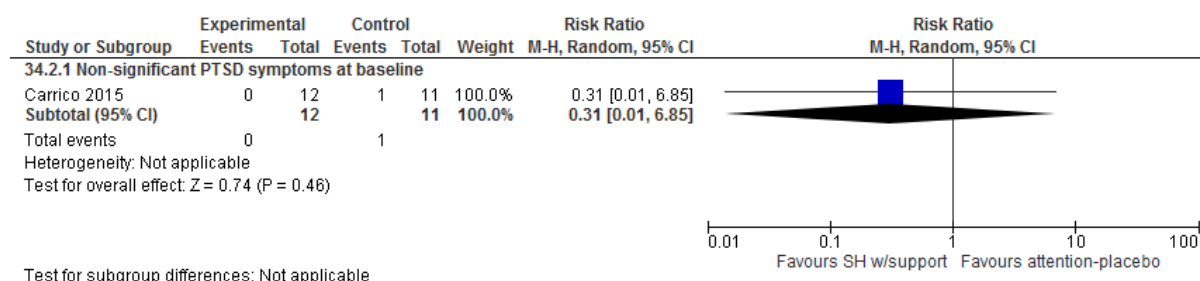 Experimental Control Risk Ratio Risk Ratio
Study or Subgroup Events Total Events Total Weight M-H, Random, 95% CI M-H, Random, 95% CI
34.2.1 Non-significant PTSD symptoms at baseline
Carrico 2015 0 12 1 11 100.0% 0.31 [0.01, 6.85]
Subtotal (95% CI) 12 11 100.0% 0.31 [0.01, 6.85]
Total events 0 1
Heterogeneity: Not applicable
Test for overall effect: Z = 0.74 (P = 0.46)
0.01 0.1 1 10 100
Favours SH w/support Favours attention-placebo
Test for subgroup differences: Not applicable